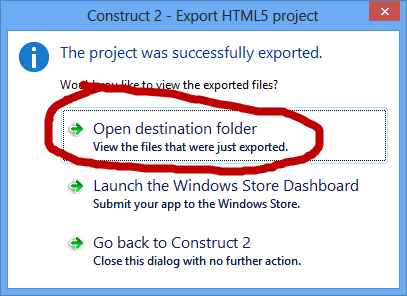 Construct 2 - Export HTML5 project
The project was successfully exported.
Would you like to view the exported files?
Open destination folder
View the files that were just exported.
Launch the Windows Store Dashboard
Submit your app to the Windows Store.
Go back to Construct 2
Close this dialog with no further action.